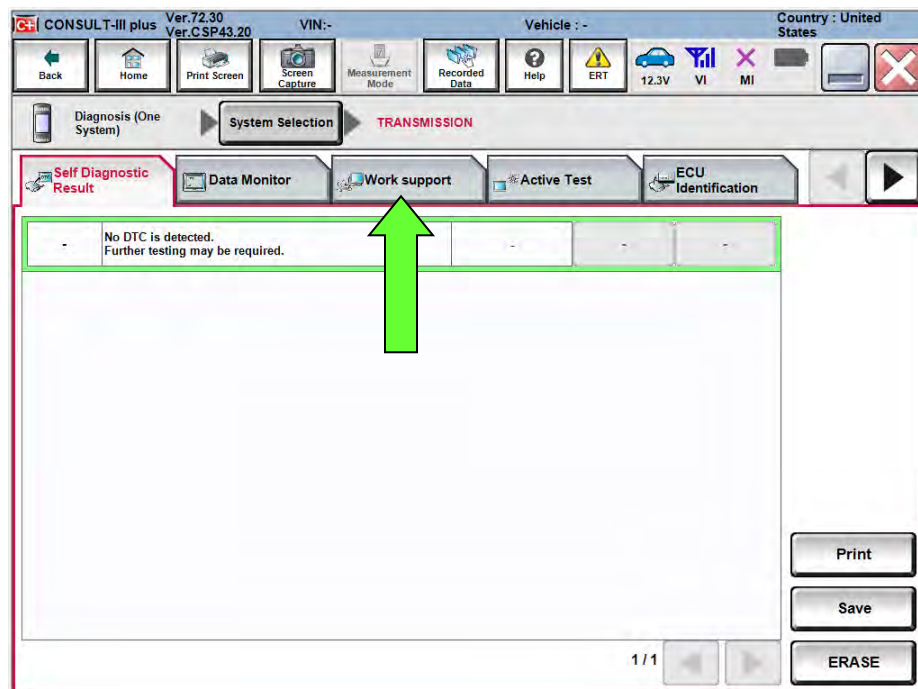 C+ CONSULT-III plus Ver.72.30 VIN:- Vehicle : - Country : United
Ver.CSP43.20 States
Back Home Print Screen Screen Capture Measurement Mode Recorded Data Help ERT 12.3V VI MI
Diagnosis (One
System)
System Selection
TRANSMISSION
Self Diagnostic
Result
Data Monitor
Work support
Active Test
ECU
Identification
- No DTC is detected. - - -
Further testing may be required.
Print
Save
1/1
ERASE